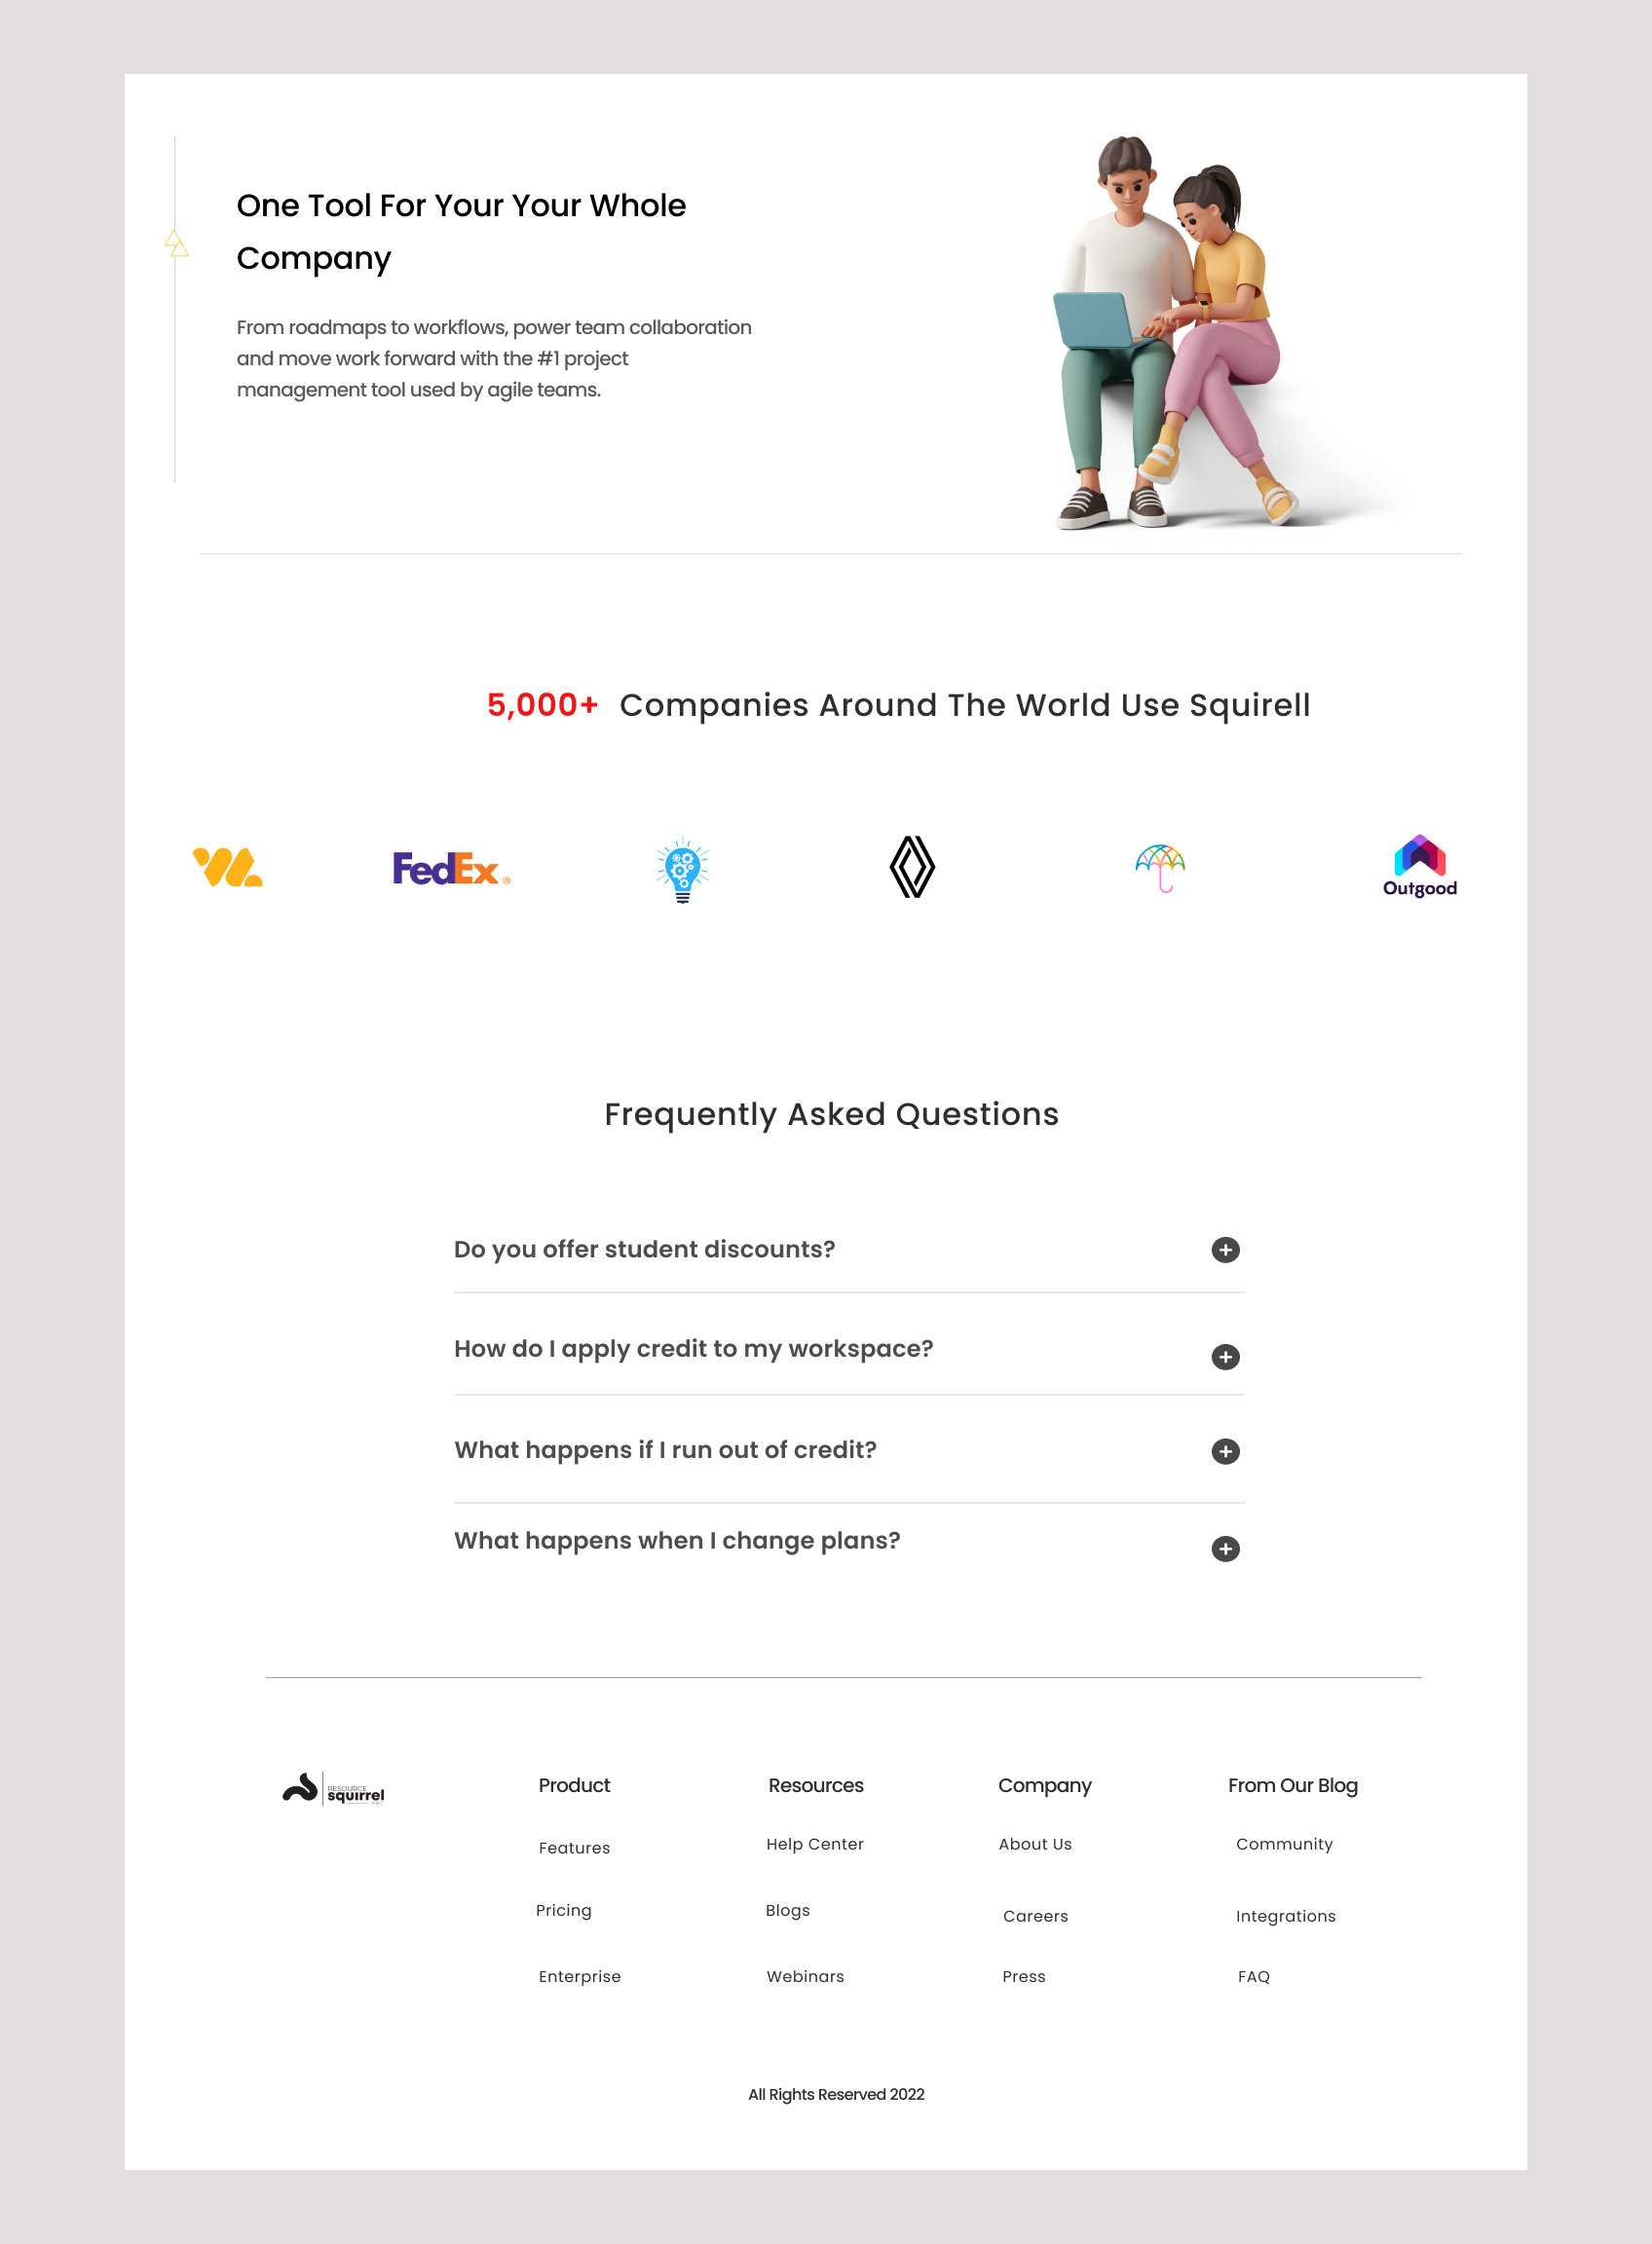 One Tool For Your Your Whole
Company
From roadmaps to workflows, power team collaboration
and move work forward with the #1 project
management tool used by agile teams.
5,000+ Companies Around The World Use Squirell
FedEx ®
Outgood
Frequently Asked Questions
Do you offer student discounts?
How do I apply credit to my workspace?
What happens if I run out of credit?
What happens when I change plans?
RESOURCE
squirrel
Product
Resources
Company
From Our Blog
Features
Help Center
About Us
Community
Pricing
Blogs
Careers
Integrations
Enterprise
Webinars
Press
FAQ
All Rights Reserved 2022